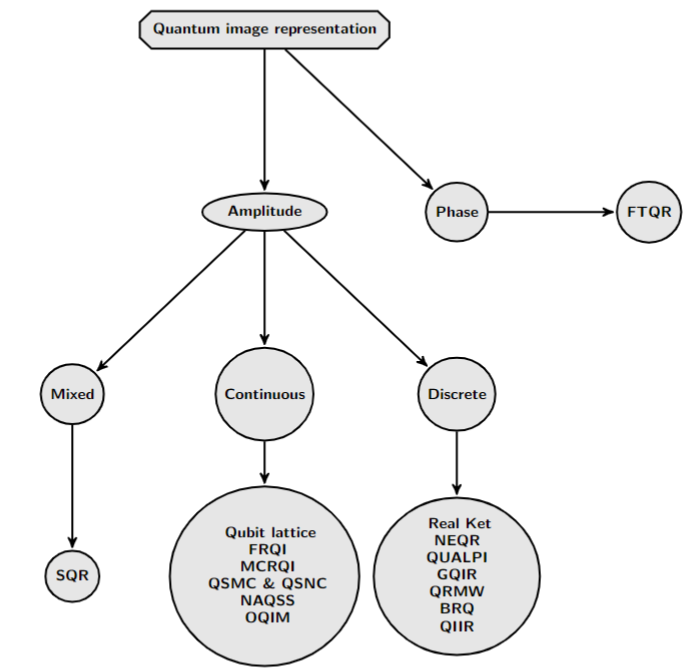 Quantum image representation
Amplitude
Phase
FTQR
Mixed
Continuous
Discrete
SQR
Qubit lattice
FRQI
MCRQI
QSMC & QSNC
NAQSS
OQIM
Real Ket
NEQR
QUALPI
GQIR
QRMW
BRQ
QIIR